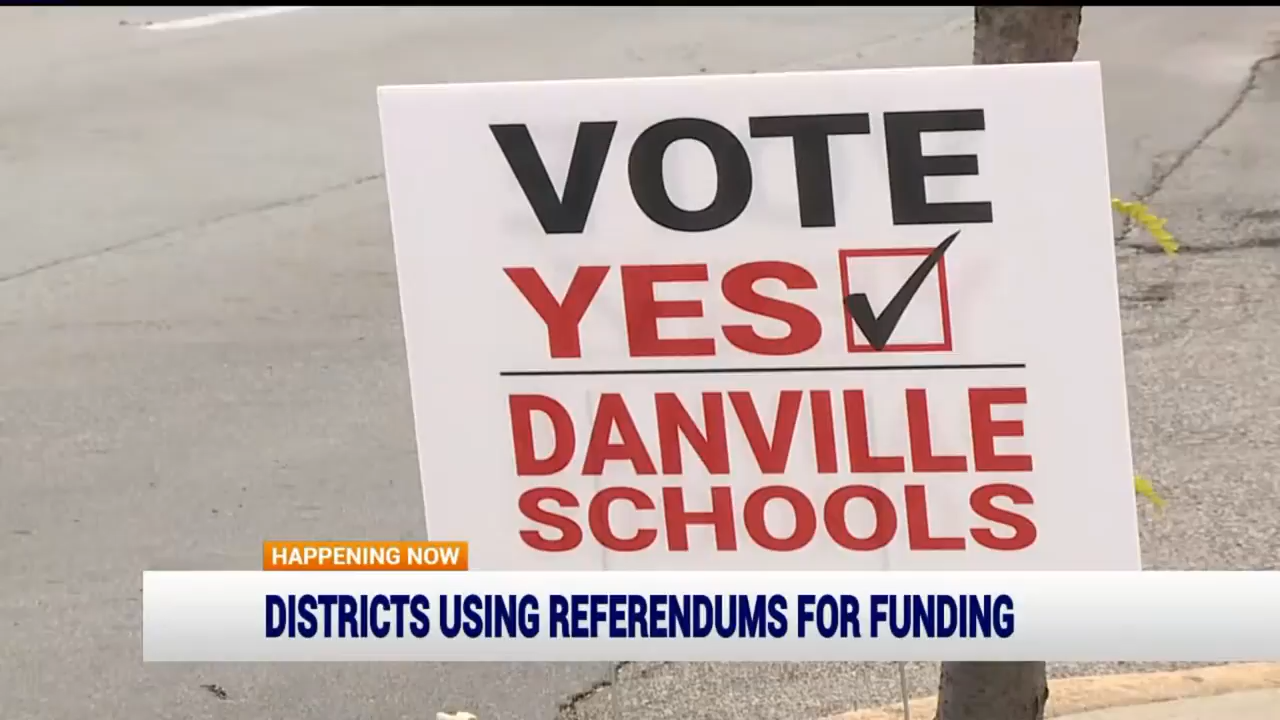 VOTE
YES
DANVILLE
SCHOOLS
HAPPENING NOW
DISTRICTS USING REFERENDUMS FOR FUNDING